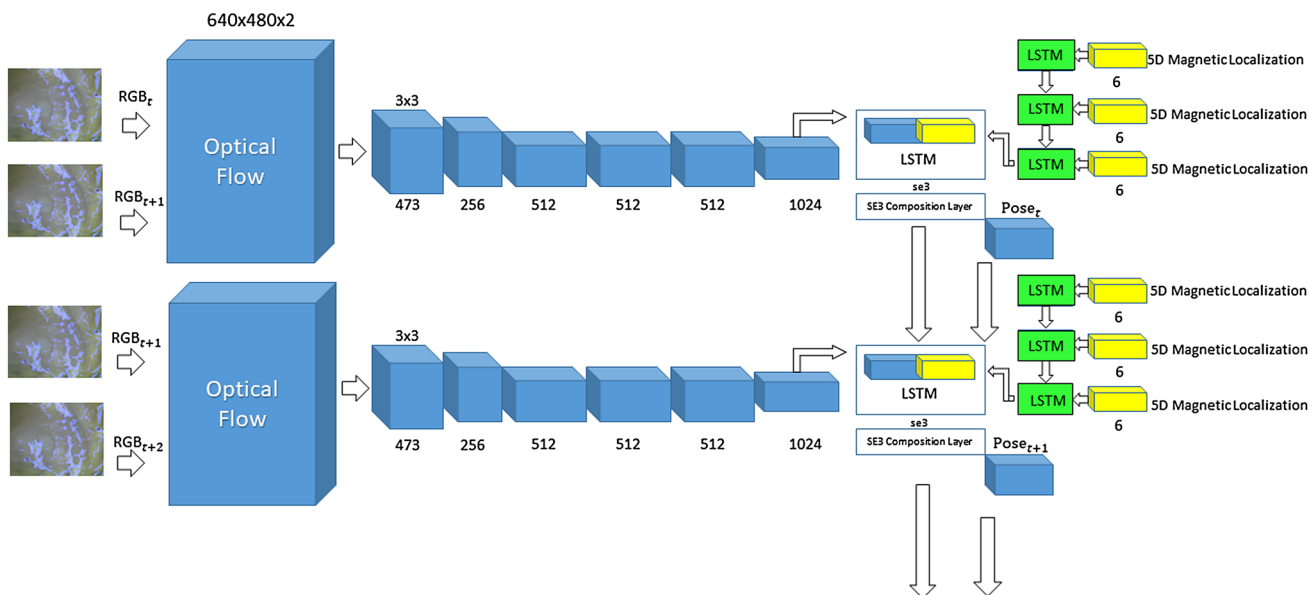 640x480x2
RGBt
RGBt+1
Optical
Flow
3x3
473
256
512
512
512
1024
LSTM
se3
SE3 Composition Layer
Poset
LSTM
5D Magnetic Localization
6
LSTM
5D Magnetic Localization
6
LSTM
5D Magnetic Localization
6
RGBt+1
RGBt+2
Optical
Flow
3x3
473
256
512
512
512
1024
LSTM
se3
SE3 Composition Layer
Poset+1
LSTM
5D Magnetic Localization
6
LSTM
5D Magnetic Localization
6
LSTM
5D Magnetic Localization
6